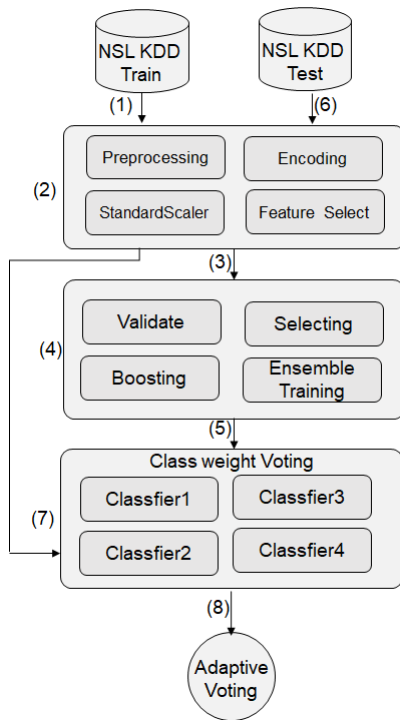 NSL KDD
Train
NSL KDD
Test
(1)
(6)
(2)
Preprocessing
Encoding
StandardScaler
Feature Select
(3)
(4)
Validate
Selecting
Boosting
Ensemble
Training
(5)
Class weight Voting
(7)
Classfier1
Classfier3
Classfier2
Classfier4
(8)
Adaptive
Voting